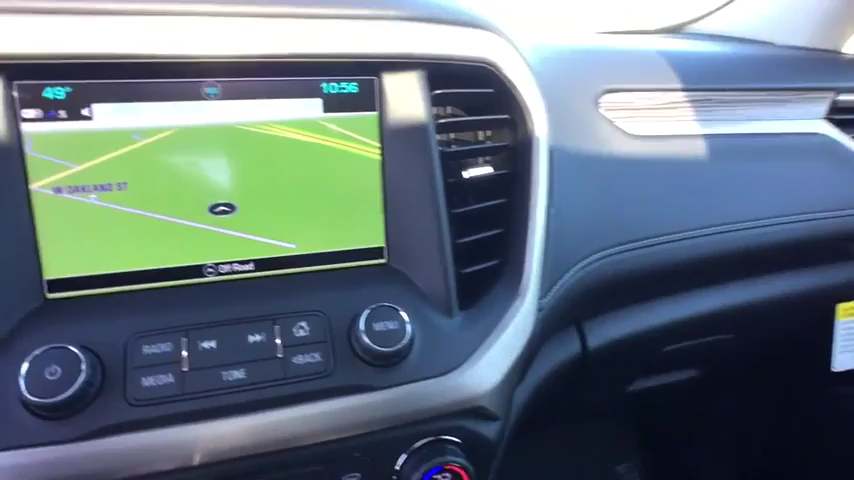 49° 10:56
W OAKLAND ST
Off Road
RADIO
MENU
MEDIA
TONE
BACK